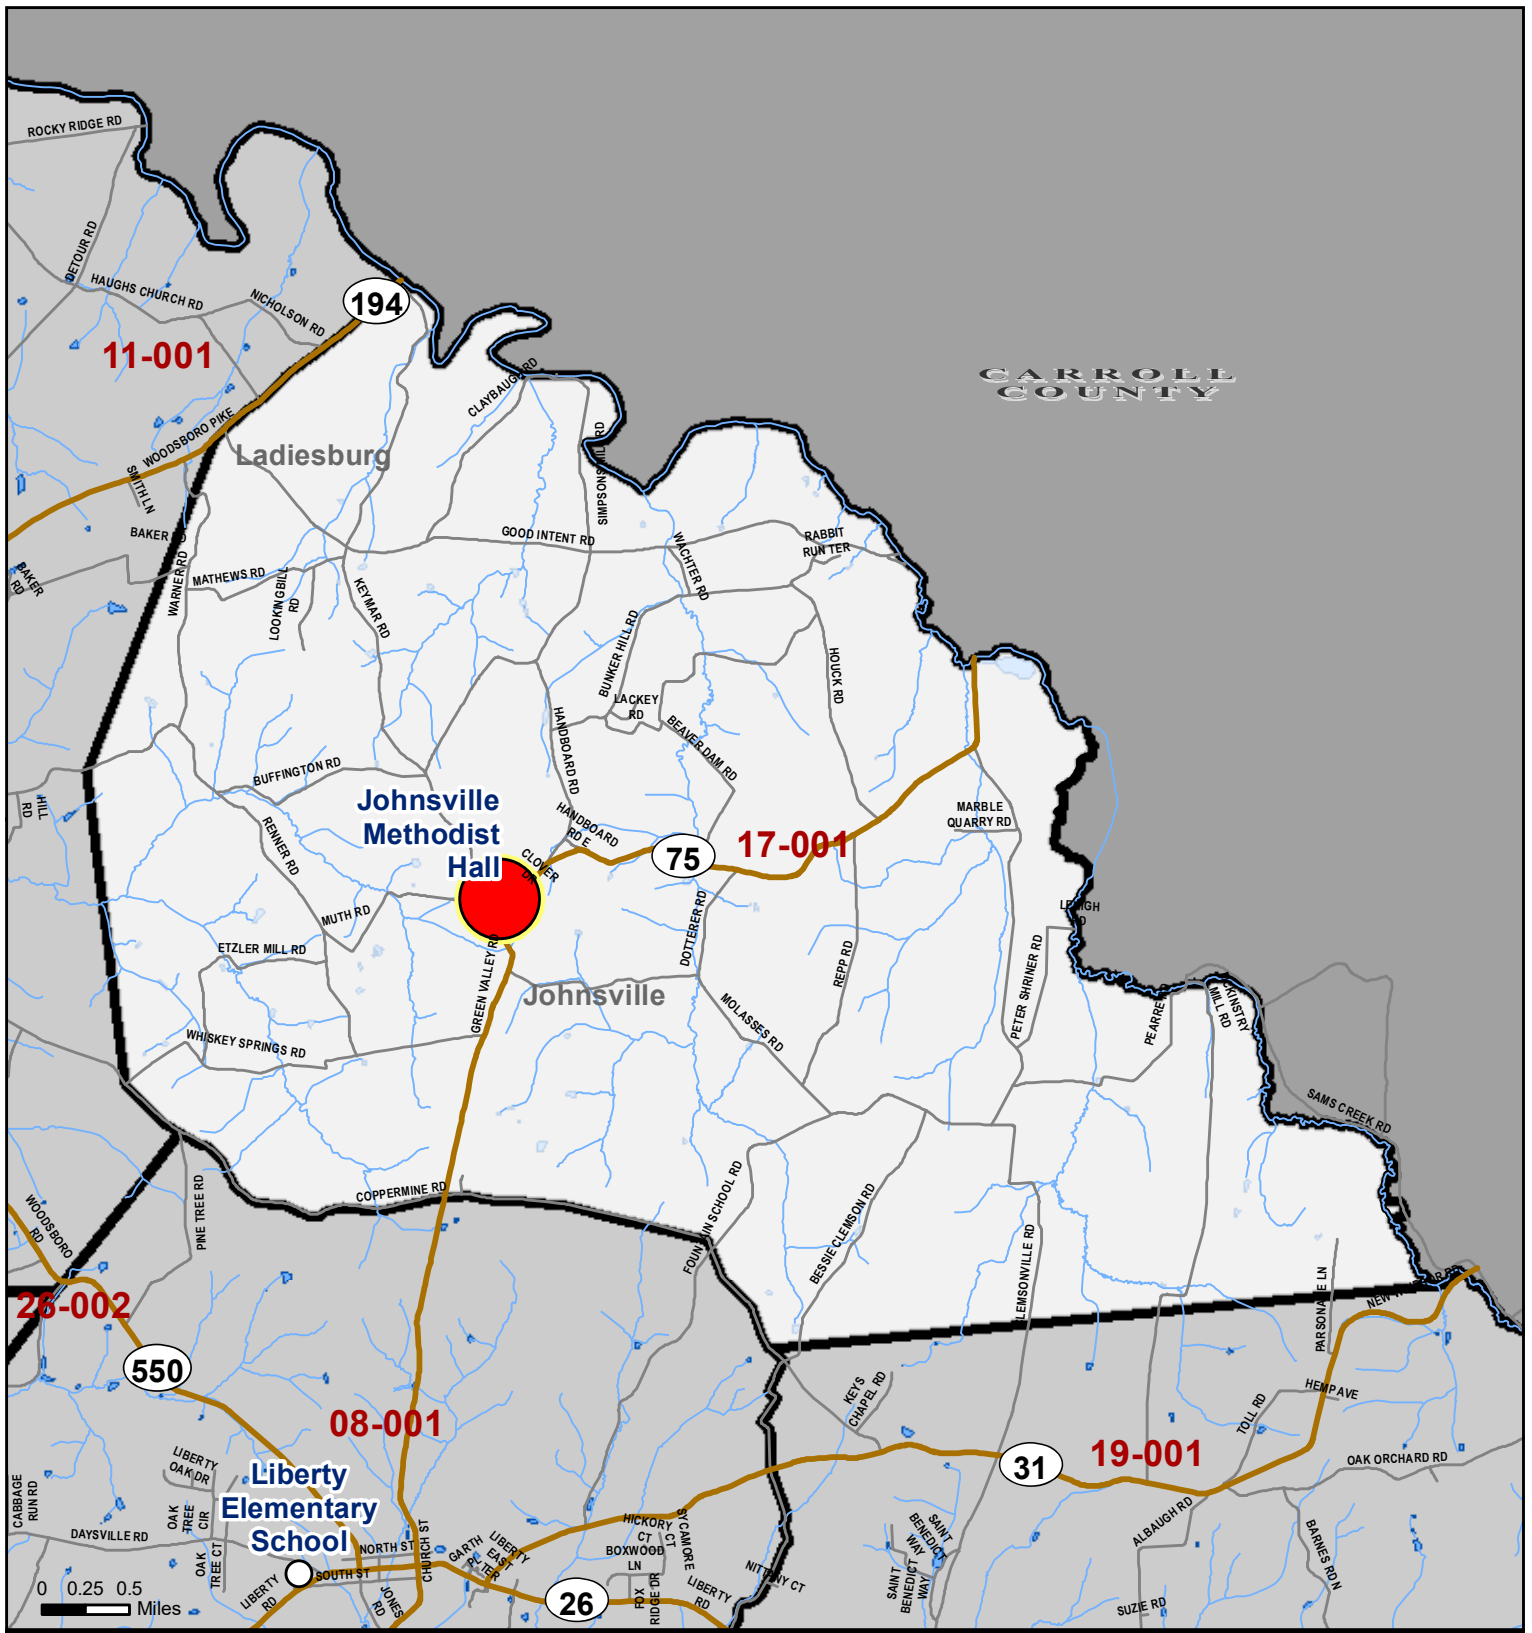 ROCKY RIDGE RD
DETOUR RD
HAUGHS CHURCH RD
NICHOLSON RD
194
11-001
CARROLL
COUNTY
CLAYBAUGH RD
WOODSBORO PIKE
Ladiesburg
SMITH LN
SIMPSONS MILL RD
BAKER
GOOD INTENT RD
RABBIT
RUN TER
WACHTER RD
BAKER
RD
WARNER RD
MATHEWS RD
LOOKINGBILL
RD
KEYMAR RD
BUNKER HILL RD
HOUCK RD
LACKEY
RD
HANDBOARD RD
BEAVER DAM RD
BUFFINGTON RD
HILL
RD
Johnsville
Methodist
Hall
HANDBOARD
RD E
MARBLE
QUARRY RD
RENNER RD
CLOVER
DR
75
17-001
MUTH RD
LEHIGH
RD
DOTTERER RD
ETZLER MILL RD
GREEN VALLEY RD
REPP RD
PETER SHRINER RD
Johnsville
MOLASSES RD
PEARRE
CKINSTRY
MILL RD
WHISKEY SPRINGS RD
SAMS CREEK RD
COPPERMINE RD
PINE TREE RD
WOODSBORO
RD
FOUNTAIN SCHOOL RD
BESSIE CLEMSON RD
LEMSONVILLE RD
PARSONAGE LN
26-002
550
08-001
KEYS
CHAPEL RD
HEMP AVE
TOLL RD
31
19-001
OAK ORCHARD RD
LIBERTY
OAK DR
Liberty
Elementary
School
CABBAGE
RUN RD
OAK
TREE
CIR
DAYSVILLE RD
OAK
TREE CT
NORTH ST
SOUTH ST
CHURCH ST
GARTH
LIBERTY
EAST
HICKORY
CT
SYCAMORE
CT
BOXWOOD
LN
FOX
RIDGE DR
NITTANY CT
LIBERTY
RD
SAINT
BENEDICT
WAY
SAINT
BENEDICT
WAY
ALBAUGH RD
BARNES RD N
SUZIE RD
LIBERTY
RD
JONES
RD
26
0 0.25 0.5
Miles